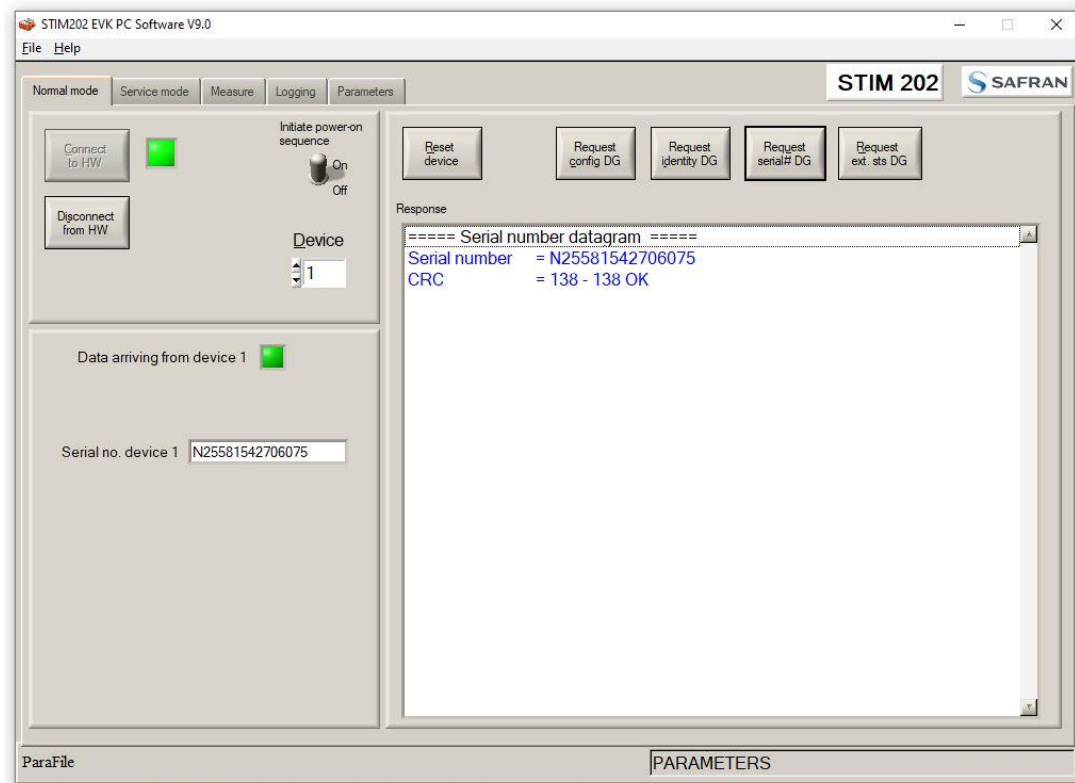 STIM202 EVK PC Software V9.0
File Help
Normal mode
Service mode
Measure
Logging
Parameters
STIM 202
SAFRAN
Connect
to HW
Initiate power-on
sequence
On
Off
Disconnect
from HW
Device
1
Reset
device
Request
config DG
Request
identity DG
Request
serial# DG
Request
ext. sts DG
Response
===== Serial number datagram =====
Serial number = N25581542706075
CRC = 138 - 138 OK
Data arriving from device 1
Serial no. device 1 N25581542706075
ParaFile
PARAMETERS